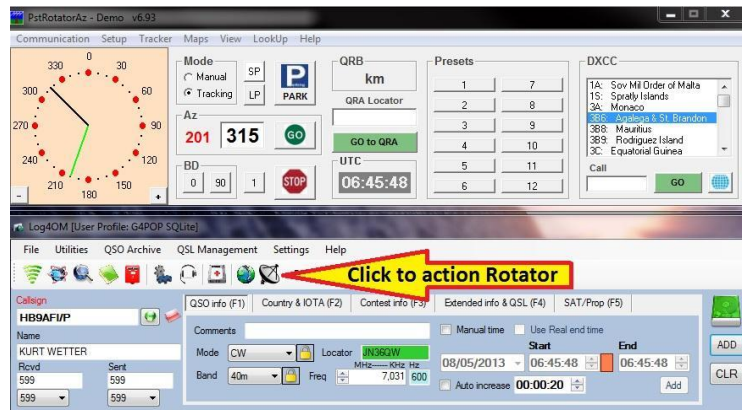 PstRotatorAz - Demo v6.93
Communication Setup Tracker Maps View LookUp Help
0
330 30
300 60
270 90
240 120
210 150
180
- +
Mode
Manual SP
Tracking LP
P
PARK
Az
201 315 GO
BD
0 90 1 STOP
QRB
km
QRA Locator
GO to QRA
UTC
06:45:48
Presets
1 7
2 8
3 9
4 10
5 11
6 12
DXCC
1A: Sov Mil Order of Malta
1S: Spratly Islands
3A: Monaco
3B6: Agalega & St. Brandon
3B8: Mauritius
3B9: Rodriguez Island
3C: Equatorial Guinea
Call
GO
Log4OM [User Profile: G4POP SQLite]
File Utilities QSO Archive QSL Management Settings Help
Click to action Rotator
Callsign
HB9AFI/P
Name
KURT WETTER
Rcvd Sent
599 599
599 599
QSO info (F1) Country & IOTA (F2) Contest info (F3) Extended info & QSL (F4) SAT/Prop (F5)
Comments
Mode CW Locator JN36GW
MHz KHz Hz
Band 40m Freq 7,031 600
Manual time Use Real end time
Start End
08/05/2013 06:45:48 06:45:48
Auto increase 00:00:20 Add
ADD
CLR